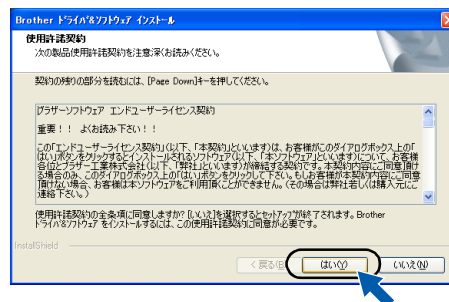 Brother ドライバ&ソフトウェア インストール
使用許諾契約
次の製品使用許諾契約を注意深くお読みください。
契約の残りの部分を読むには、[Page Down]キーを押してください。
ブラザーソフトウェア エンドユーザーライセンス契約
重要!! よくお読み下さい!!
この「エンドユーザーライセンス契約」(以下、「本契約」といいます)は、お客様がこのダイアログボックス上の「
はい」ボタンをクリックするとインストールされるソフトウェア(以下、「本ソフトウェア」といいます)について、お客様
各位とブラザー工業株式会社(以下、「弊社」といいます)が締結する契約です。本契約内容にご同意頂け
る場合のみ、このダイアログボックス上の「はい」ボタンをクリックして下さい。もしお客様が本契約内容にご同意
頂けない場合、お客様は本ソフトウェアをご利用頂くことができません。(その場合は弊社若しくは購入元にご
連絡下さい。)
使用許諾契約の全条項に同意しますか? [いいえ]を選択するとセットアップが終了されます。Brother
ドライバ&ソフトウェア をインストールするには、この使用許諾契約に同意が必要です。
InstallShield
< 戻る(B) はい(Y) いいえ(N)